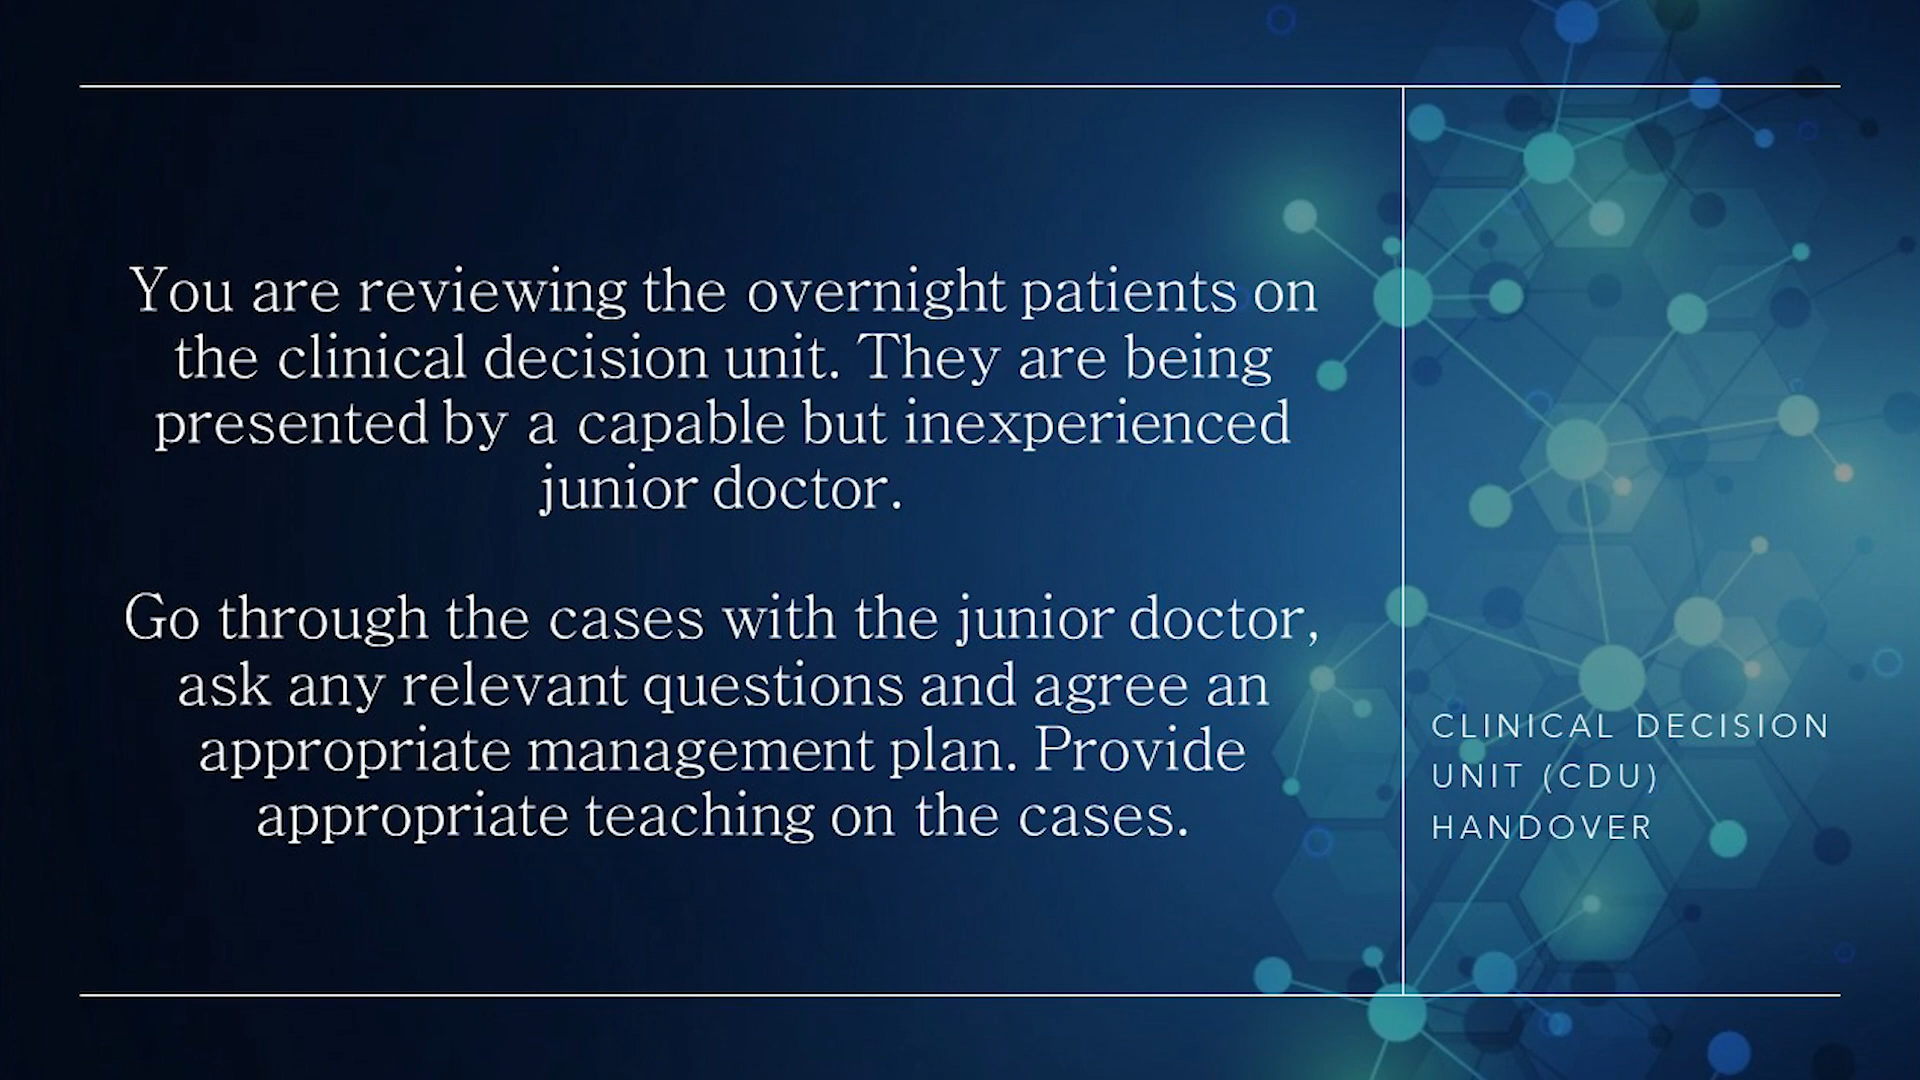 You are reviewing the overnight patients on
the clinical decision unit. They are being
presented by a capable but inexperienced
junior doctor.
Go through the cases with the junior doctor,
ask any relevant questions and agree an
appropriate management plan. Provide
appropriate teaching on the cases.
CLINICAL DECISION
UNIT (CDU)
HANDOVER